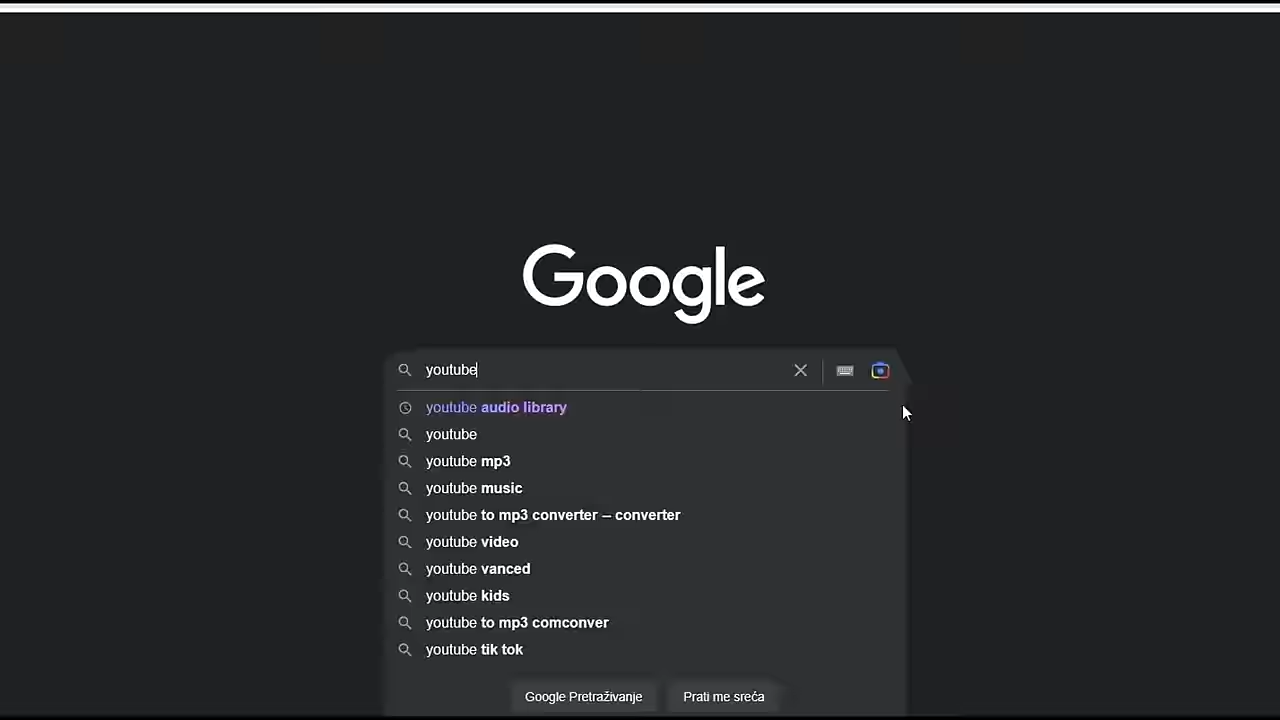 Google
youtube
youtube audio library
youtube
youtube mp3
youtube music
youtube to mp3 converter – converter
youtube video
youtube vanced
youtube kids
youtube to mp3 comconver
youtube tik tok
Google Pretraživanje
Prati me sreća